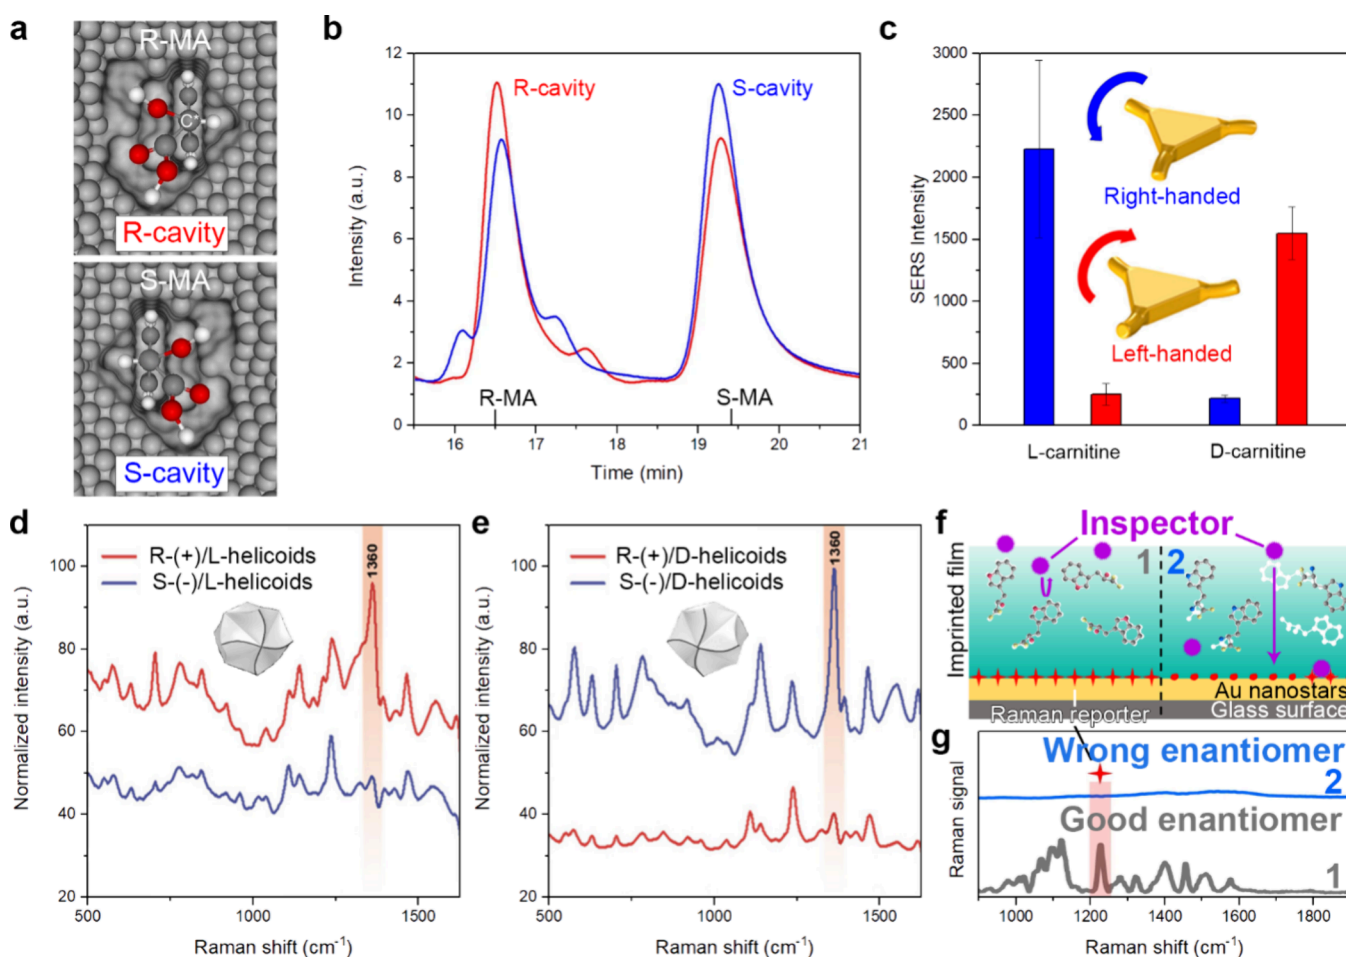 a
R-MA
C*
R-cavity
S-MA
S-cavity
b
12
10
8
6
4
2
0
Intensity (a.u.)
R-cavity
S-cavity
R-MA
S-MA
16
17
18
19
20
21
Time (min)
c
3000
2500
2000
1500
1000
500
0
SERS Intensity
Right-handed
Left-handed
L-carnitine
D-carnitine
d
100
80
60
40
20
Normalized intensity (a.u.)
R-(+)/L-helicoids
S-(-)/L-helicoids
1360
500
1000
1500
Raman shift (cm⁻¹)
e
100
80
60
40
20
Normalized intensity (a.u.)
R-(+)/D-helicoids
S-(-)/D-helicoids
1360
500
1000
1500
Raman shift (cm⁻¹)
f
Inspector
1
2
Imprinted film
Au nanostars
Raman reporter
Glass surface
g
Wrong enantiomer
2
Good enantiomer
1
Raman signal
1000
1200
1400
1600
1800
Raman shift (cm⁻¹)